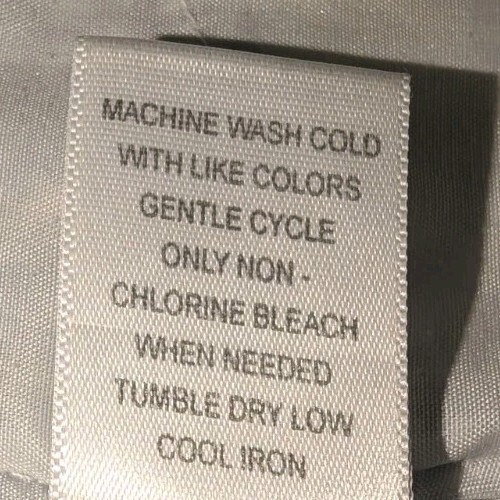 MACHINE WASH COLD
WITH LIKE COLORS
GENTLE CYCLE
ONLY NON -
CHLORINE BLEACH
WHEN NEEDED
TUMBLE DRY LOW
COOL IRON